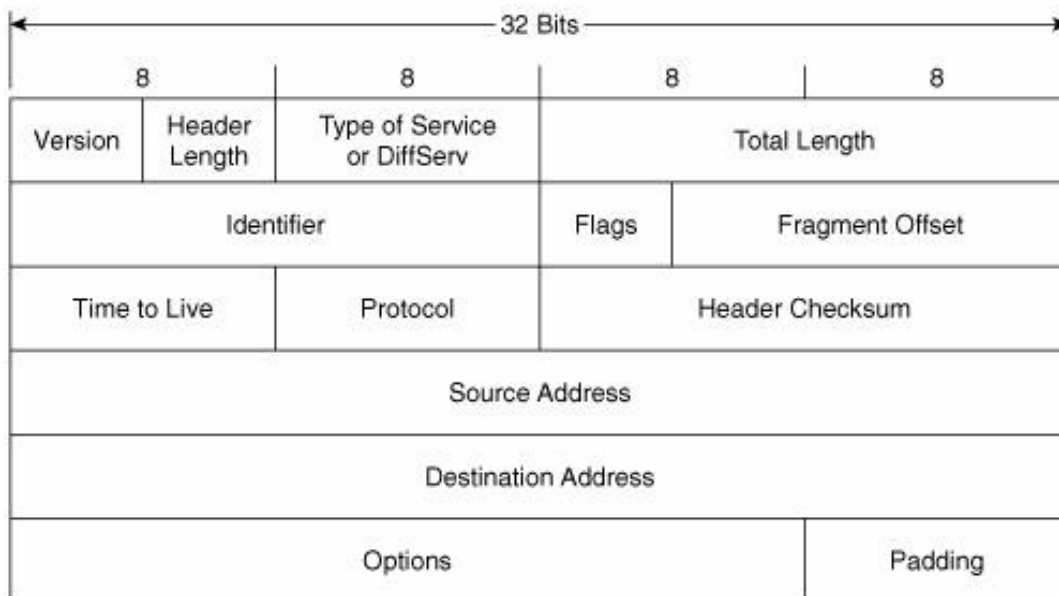 32 Bits
8 8 8 8
Version Header Length Type of Service or DiffServ Total Length
Identifier Flags Fragment Offset
Time to Live Protocol Header Checksum
Source Address
Destination Address
Options Padding